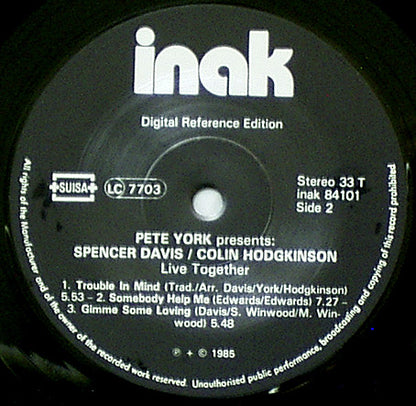 inak
Digital Reference Edition
SUISA
LC 7703
Stereo 33 T
inak 84101
Side 2
PETE YORK presents:
SPENCER DAVIS / COLIN HODGKINSON
Live Together
1. Trouble In Mind (Trad./Arr. Davis/York/Hodgkinson)
5.53 – 2. Somebody Help Me (Edwards/Edwards) 7.27 –
3. Gimme Some Loving (Davis/S. Winwood/M. Win-
wood) 5.48
℗ + © 1985
All rights of the Manufacturer and of the owner of the recorded work reserved. Unauthorised public performance, broadcasting and copying of this record prohibited